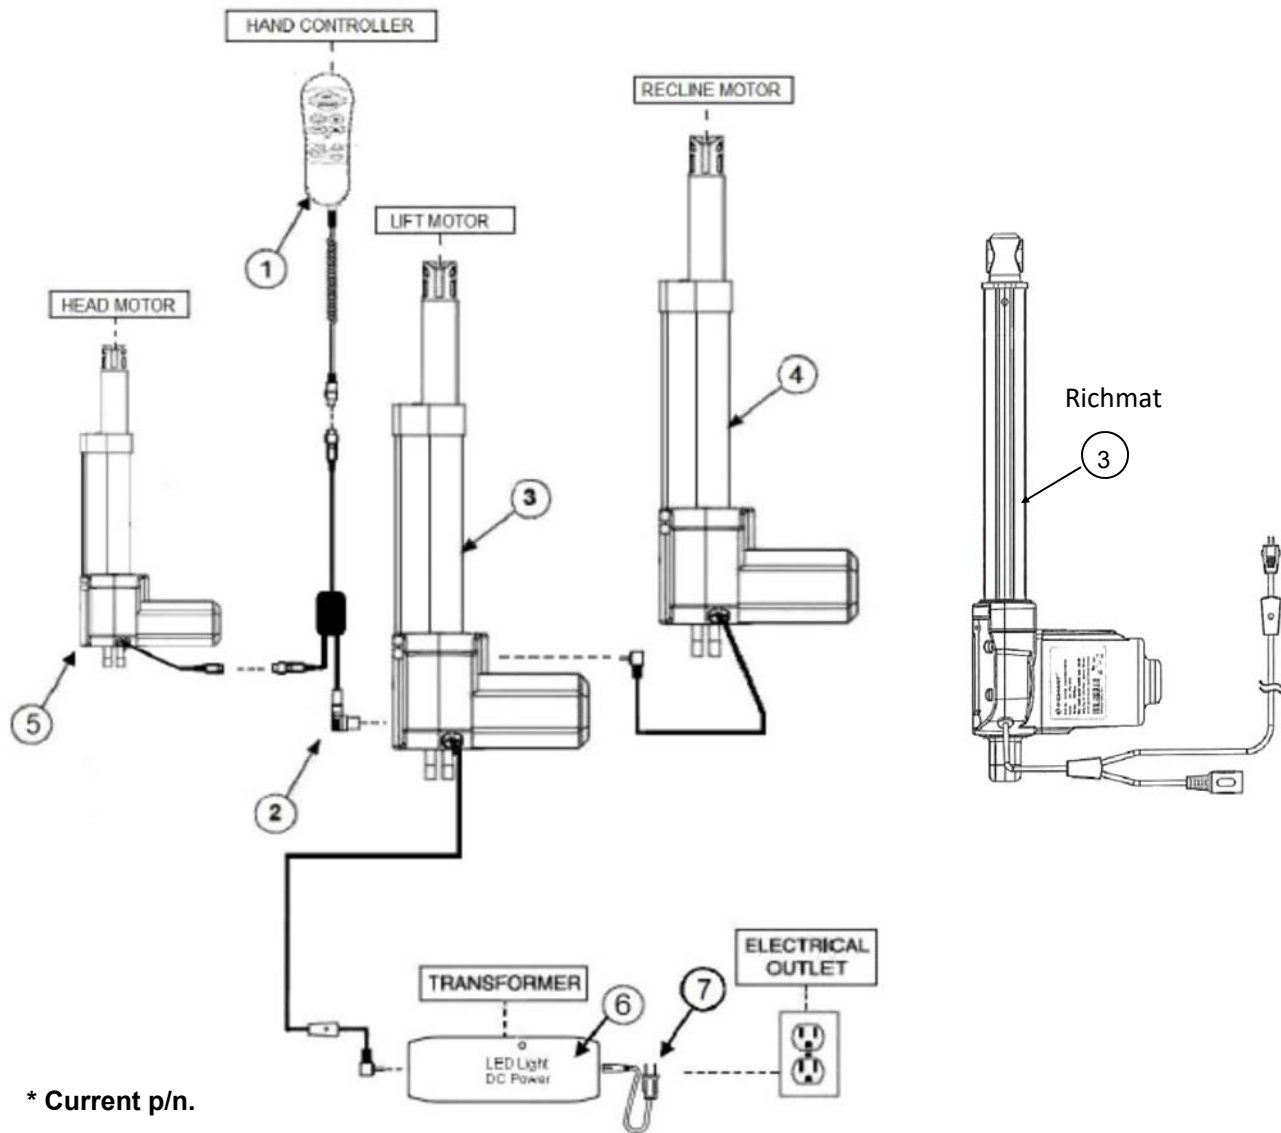 HAND CONTROLLER
RECLINE MOTOR
LIFT MOTOR
1
HEAD MOTOR
4
Richmat
3
3
5
2
ELECTRICAL
OUTLET
TRANSFORMER
6
7
LED Light
DC Power
* Current p/n.